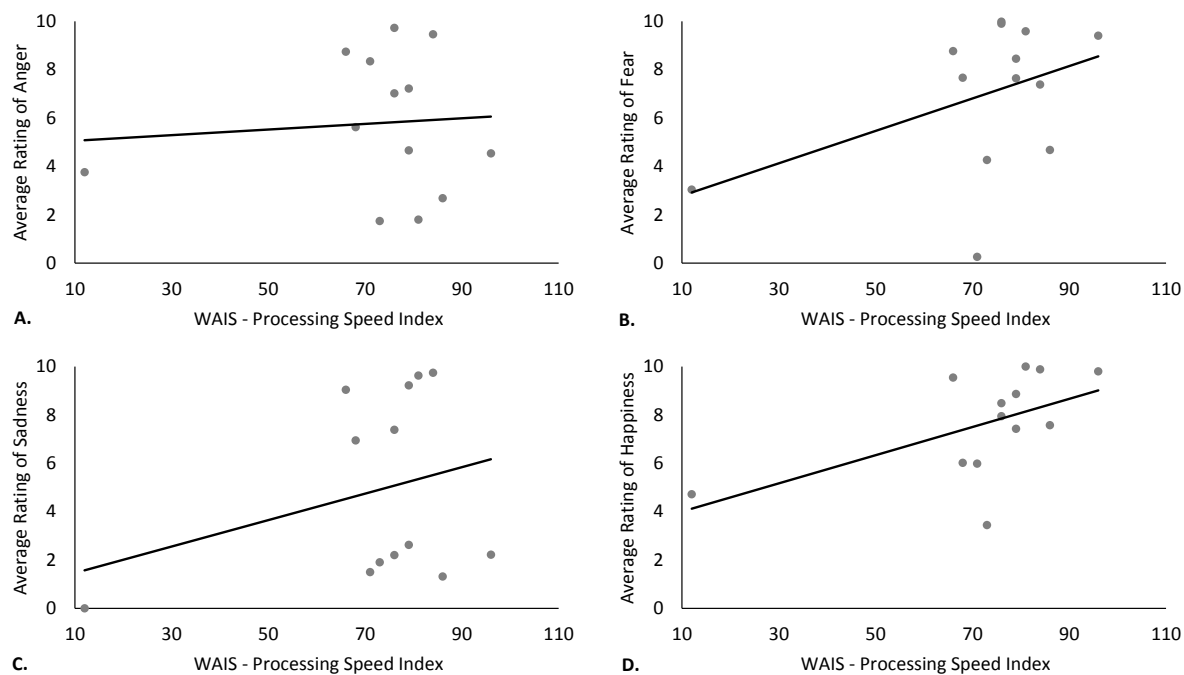 Average Rating of Anger
10
8
6
4
2
0
10 30 50 70 90 110
WAIS - Processing Speed Index
A.
Average Rating of Fear
10
8
6
4
2
0
10 30 50 70 90 110
WAIS - Processing Speed Index
B.
Average Rating of Sadness
10
8
6
4
2
0
10 30 50 70 90 110
WAIS - Processing Speed Index
C.
Average Rating of Happiness
10
8
6
4
2
0
10 30 50 70 90 110
WAIS - Processing Speed Index
D.